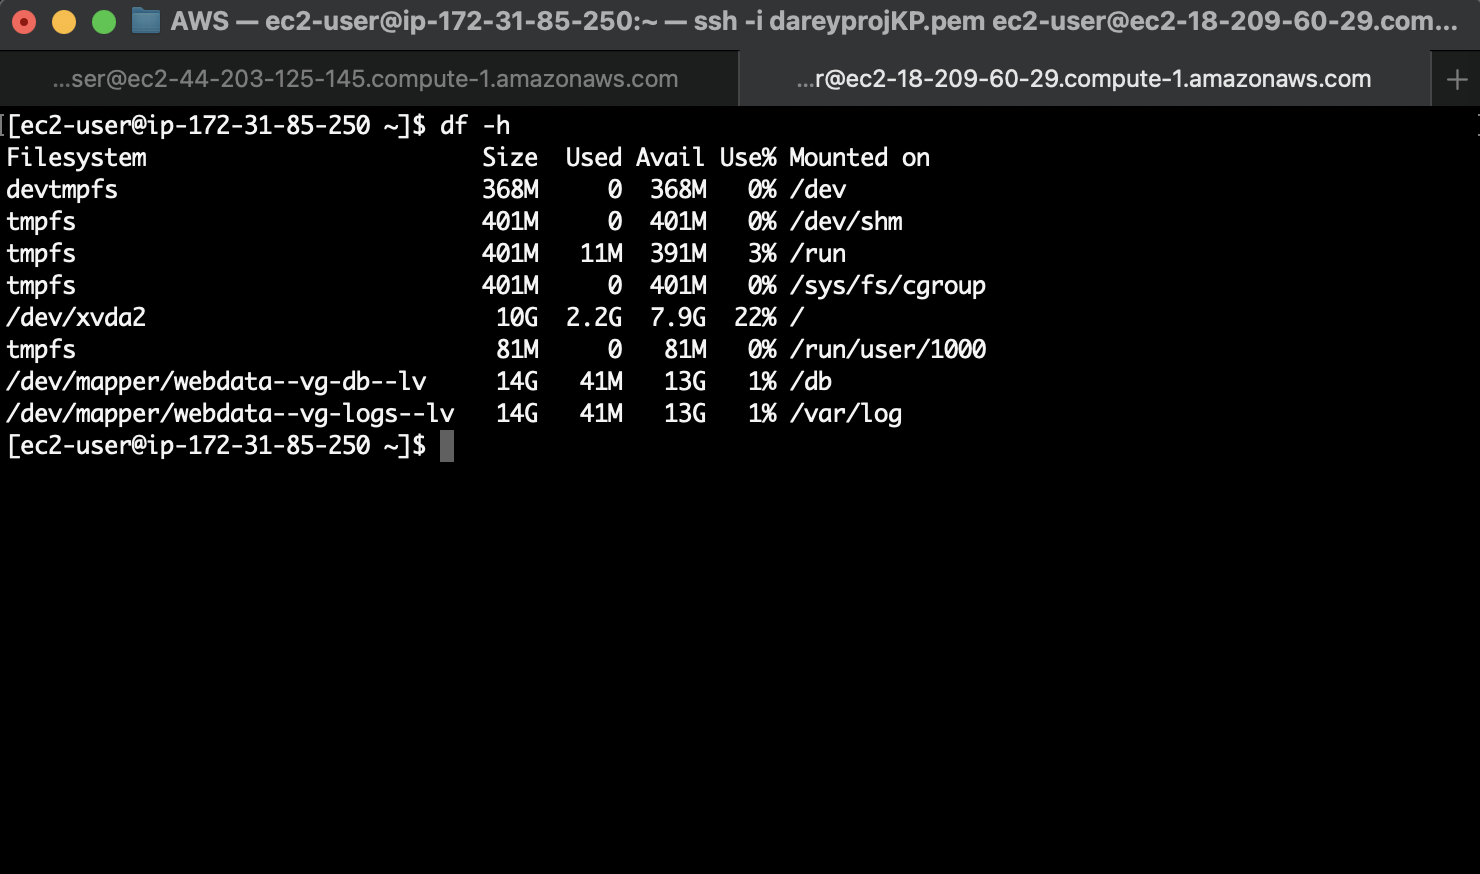 AWS — ec2-user@ip-172-31-85-250:~ — ssh -i dareyprojKP.pem ec2-user@ec2-18-209-60-29.com...
...ser@ec2-44-203-125-145.compute-1.amazonaws.com ...r@ec2-18-209-60-29.compute-1.amazonaws.com +
[ec2-user@ip-172-31-85-250 ~]$ df -h
Filesystem Size Used Avail Use% Mounted on
devtmpfs 368M 0 368M 0% /dev
tmpfs 401M 0 401M 0% /dev/shm
tmpfs 401M 11M 391M 3% /run
tmpfs 401M 0 401M 0% /sys/fs/cgroup
/dev/xvda2 10G 2.2G 7.9G 22% /
tmpfs 81M 0 81M 0% /run/user/1000
/dev/mapper/webdata--vg-db--lv 14G 41M 13G 1% /db
/dev/mapper/webdata--vg-logs--lv 14G 41M 13G 1% /var/log
[ec2-user@ip-172-31-85-250 ~]$